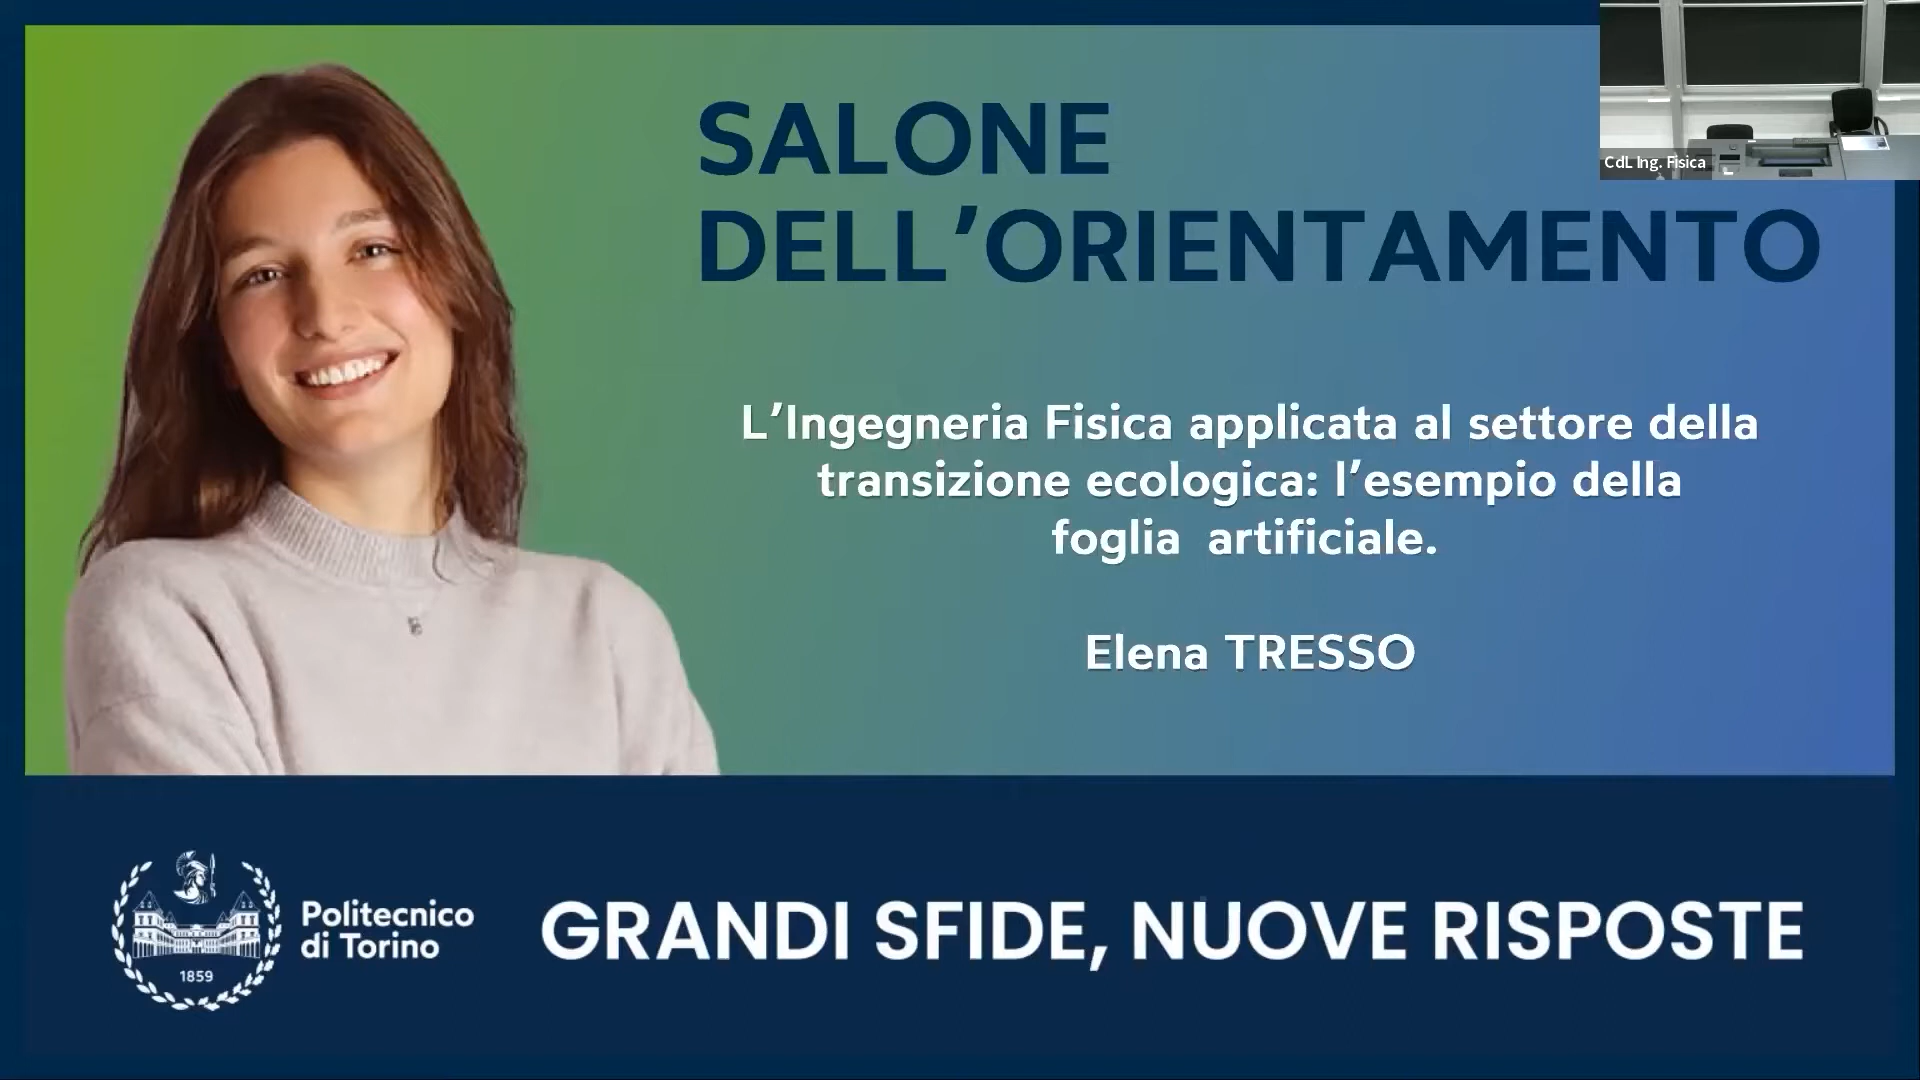 SALONE
DELL’ORIENTAMENTO
CdL Ing. Fisica
L’Ingegneria Fisica applicata al settore della
transizione ecologica: l’esempio della
foglia artificiale.
Elena TRESSO
Politecnico
di Torino
1859
GRANDI SFIDE, NUOVE RISPOSTE